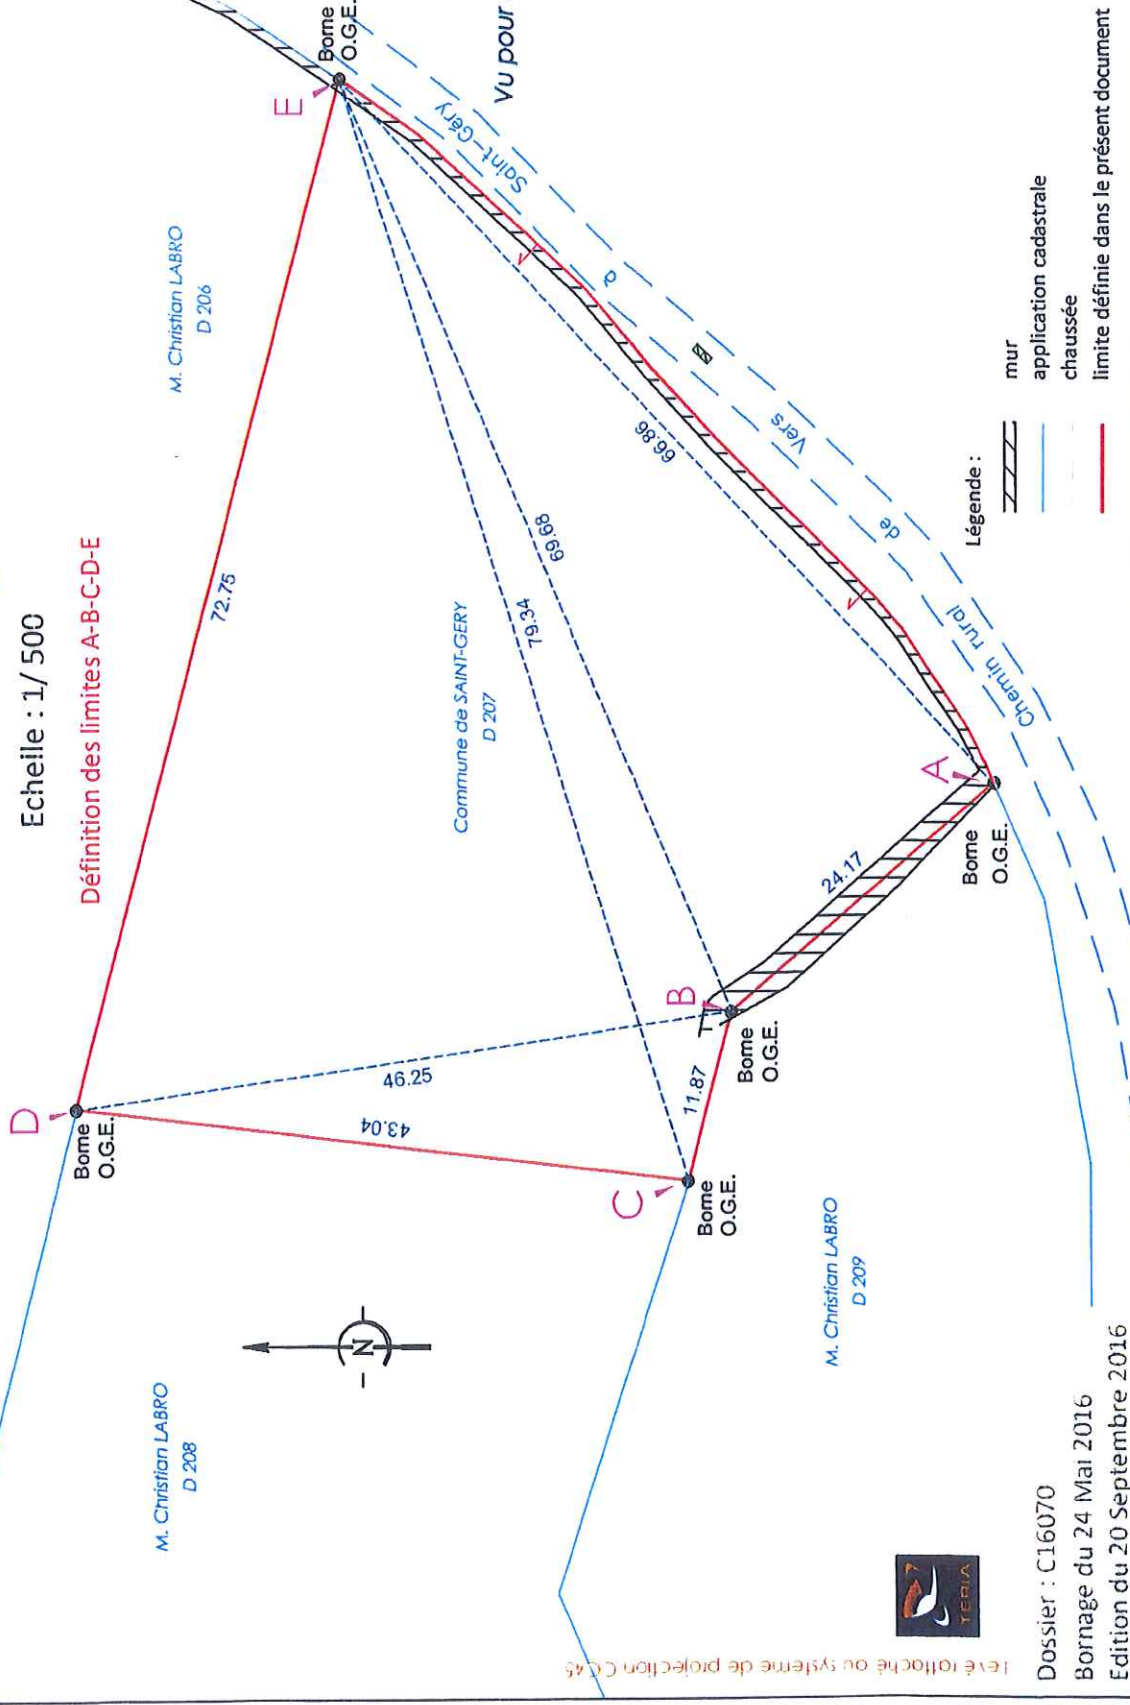 Echelle : 1/ 500
Définition des limites A-B-C-D-E
M. Christian LABRO
D 208
D
Borne
O.G.E.
72.75
M. Christian LABRO
D 206
E
Borne
O.G.E.
Vu pour
43.04
46.25
Commune de SAINT-GERY
D 207
79.34
69.68
66.86
C
Borne
O.G.E.
11.87
B
Borne
O.G.E.
24.17
A
Borne
O.G.E.
Chemin rural de Vers à Saint-Géry
N
M. Christian LABRO
D 209
Légende :
mur
application cadastrale
chaussée
limite définie dans le présent document
TERIA
Levé rattaché au système de projection CC45
Dossier : C16070
Bornage du 24 Mai 2016
Edition du 20 Septembre 2016